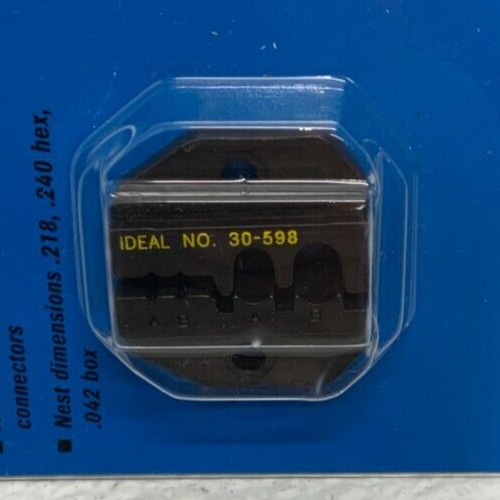 connectors
Nest dimensions .218, .240 hex,
.042 box
IDEAL NO. 30-598
A B A B